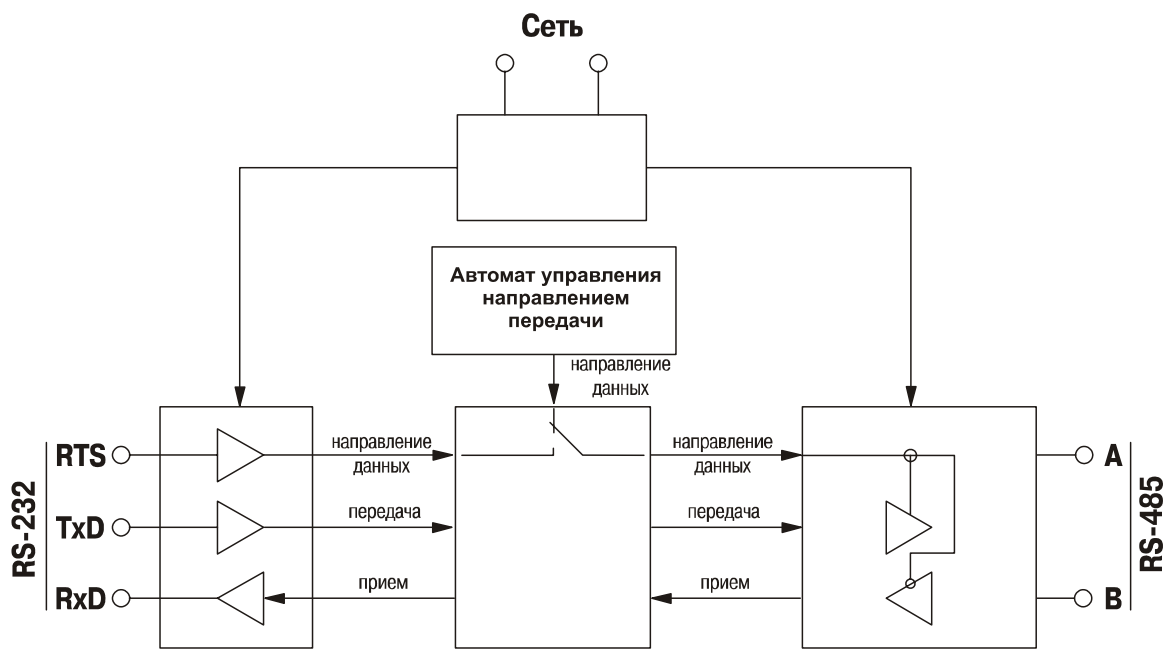 Сеть
Автомат управления
направлением
передачи
направление
данных
RS-232
RTS
TxD
RxD
направление
данных
передача
прием
направление
данных
передача
прием
A
B
RS-485